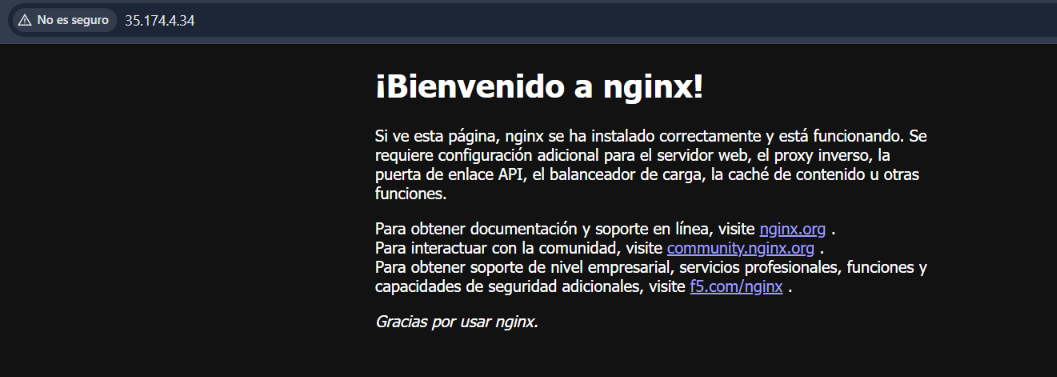 No es seguro 35.174.4.34
¡Bienvenido a nginx!
Si ve esta página, nginx se ha instalado correctamente y está funcionando. Se
requiere configuración adicional para el servidor web, el proxy inverso, la
puerta de enlace API, el balanceador de carga, la caché de contenido u otras
funciones.
Para obtener documentación y soporte en línea, visite nginx.org .
Para interactuar con la comunidad, visite community.nginx.org .
Para obtener soporte de nivel empresarial, servicios profesionales, funciones y
capacidades de seguridad adicionales, visite f5.com/nginx .
Gracias por usar nginx.